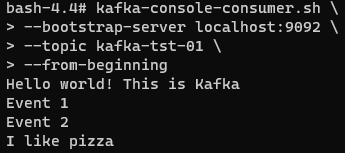 bash-4.4# kafka-console-consumer.sh \
> --bootstrap-server localhost:9092 \
> --topic kafka-tst-01 \
> --from-beginning
Hello world! This is Kafka
Event 1
Event 2
I like pizza